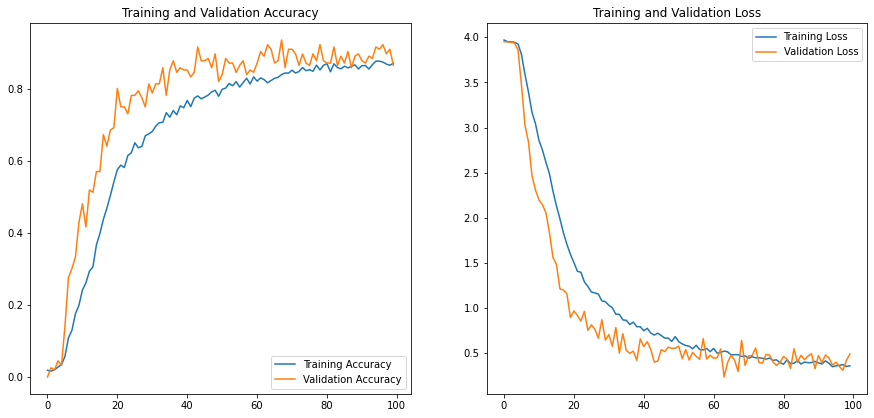 Training and Validation Accuracy
0.8
0.6
0.4
0.2
0.0
Training Accuracy
Validation Accuracy
0 20 40 60 80 100
Training and Validation Loss
4.0
3.5
3.0
2.5
2.0
1.5
1.0
0.5
Training Loss
Validation Loss
0 20 40 60 80 100